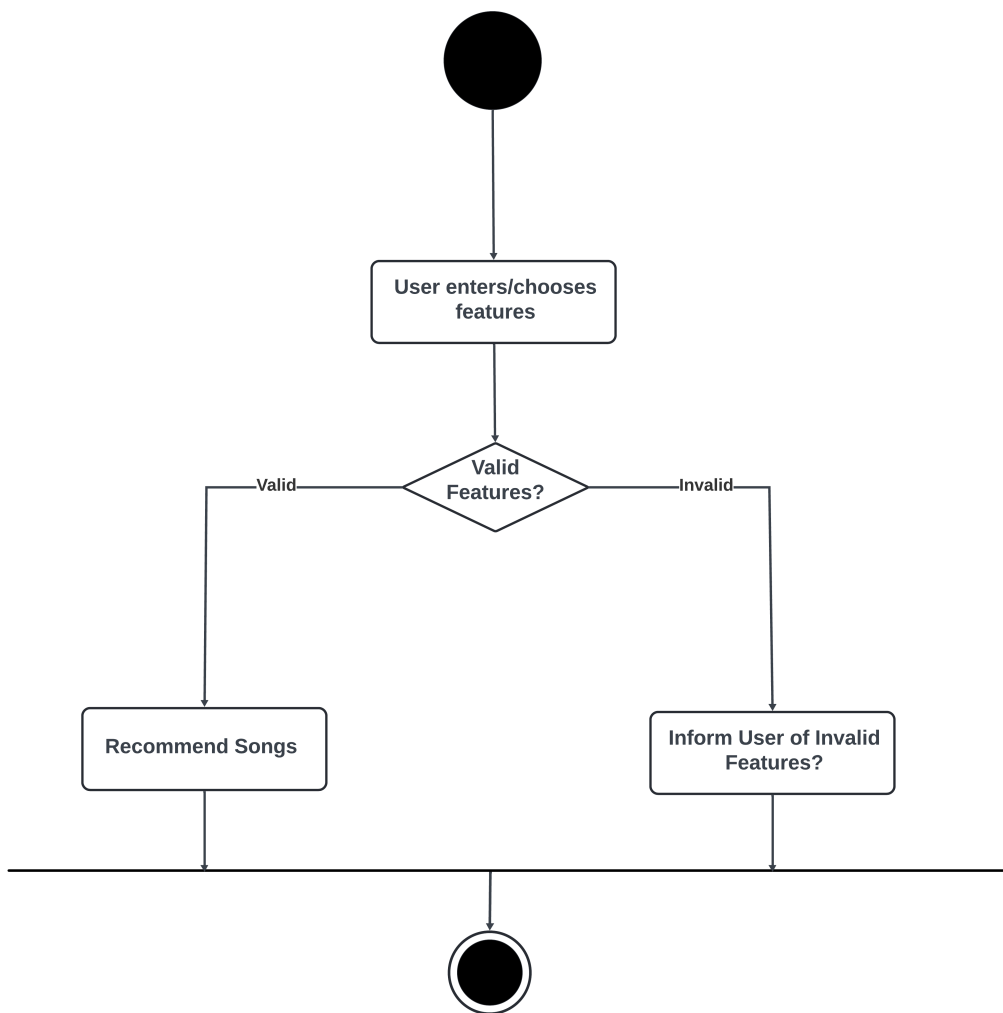 User enters/chooses
features
Valid
Features?
Valid
Invalid
Recommend Songs
Inform User of Invalid
Features?